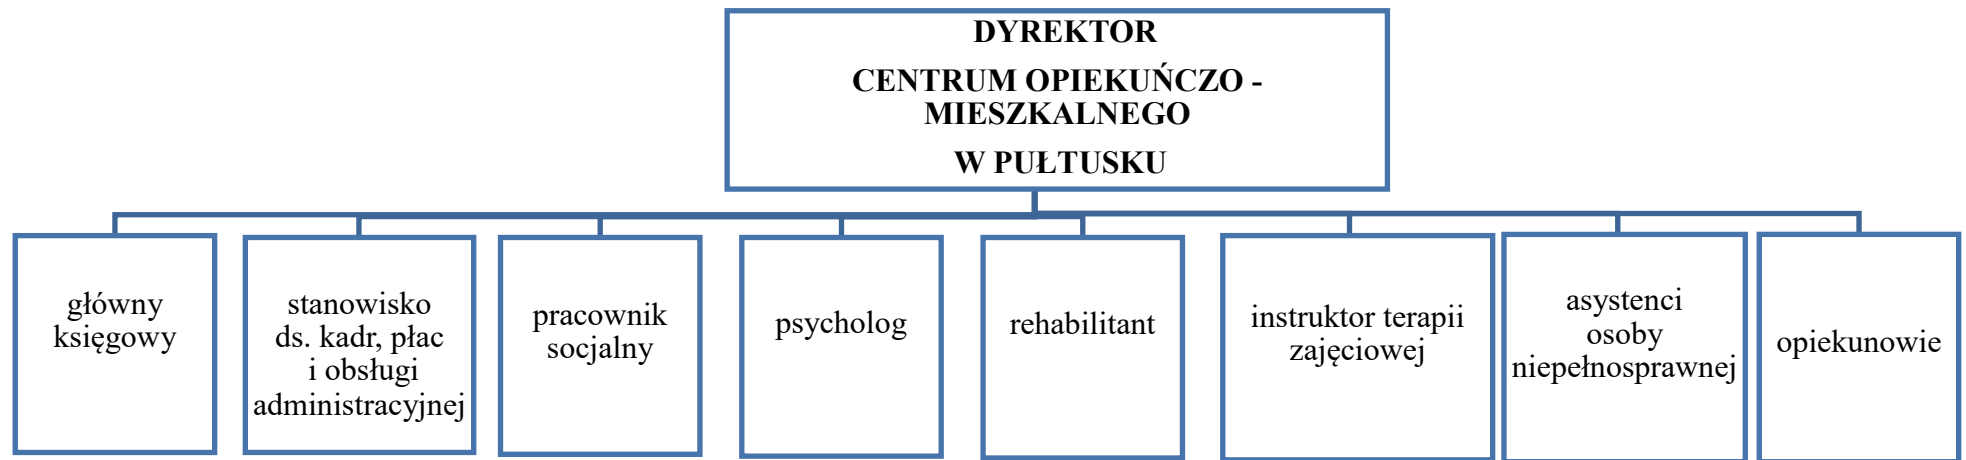 DYREKTOR
CENTRUM OPIEKUŃCZO -
MIESZKALNEGO
W PUŁTUSKU
główny
księgowy
stanowisko
ds. kadr, płac
i obsługi
administracyjnej
pracownik
socjalny
psycholog
rehabilitant
instruktor terapii
zajęciowej
asystenci
osoby
niepełnosprawnej
opiekunowie